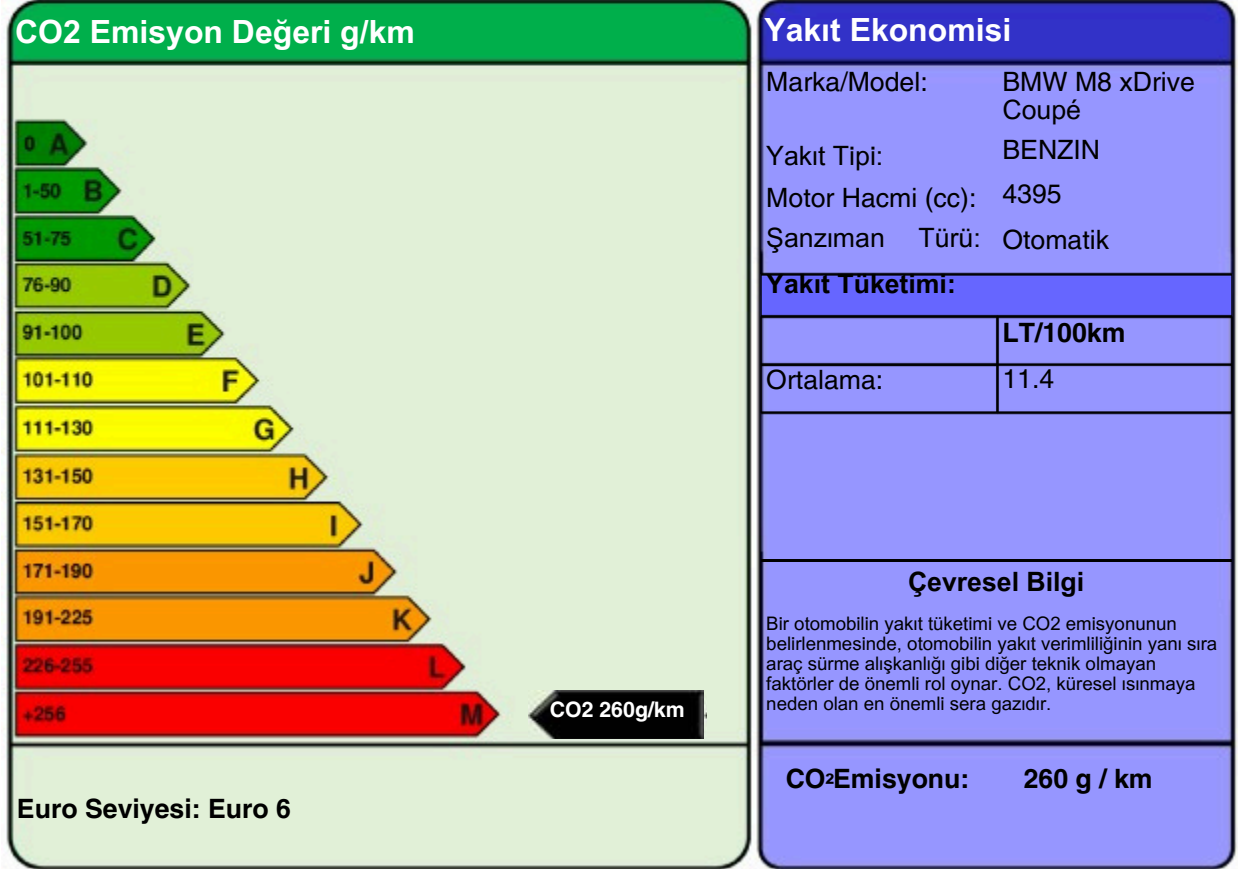 CO2 Emisyon Değeri g/km
0 A
1-50 B
51-75 C
76-90 D
91-100 E
101-110 F
111-130 G
131-150 H
151-170 I
171-190 J
191-225 K
226-255 L
+256 M
CO2 260g/km
Euro Seviyesi: Euro 6
Yakıt Ekonomisi
Marka/Model: BMW M8 xDrive
Coupé
Yakıt Tipi: BENZIN
Motor Hacmi (cc): 4395
Şanzıman Türü: Otomatik
Yakıt Tüketimi:
LT/100km
Ortalama: 11.4
Çevresel Bilgi
Bir otomobilin yakıt tüketimi ve CO2 emisyonunun
belirlenmesinde, otomobilin yakıt verimliliğinin yanı sıra
araç sürme alışkanlığı gibi diğer teknik olmayan
faktörler de önemli rol oynar. CO2, küresel ısınmaya
neden olan en önemli sera gazıdır.
CO2Emisyonu: 260 g / km